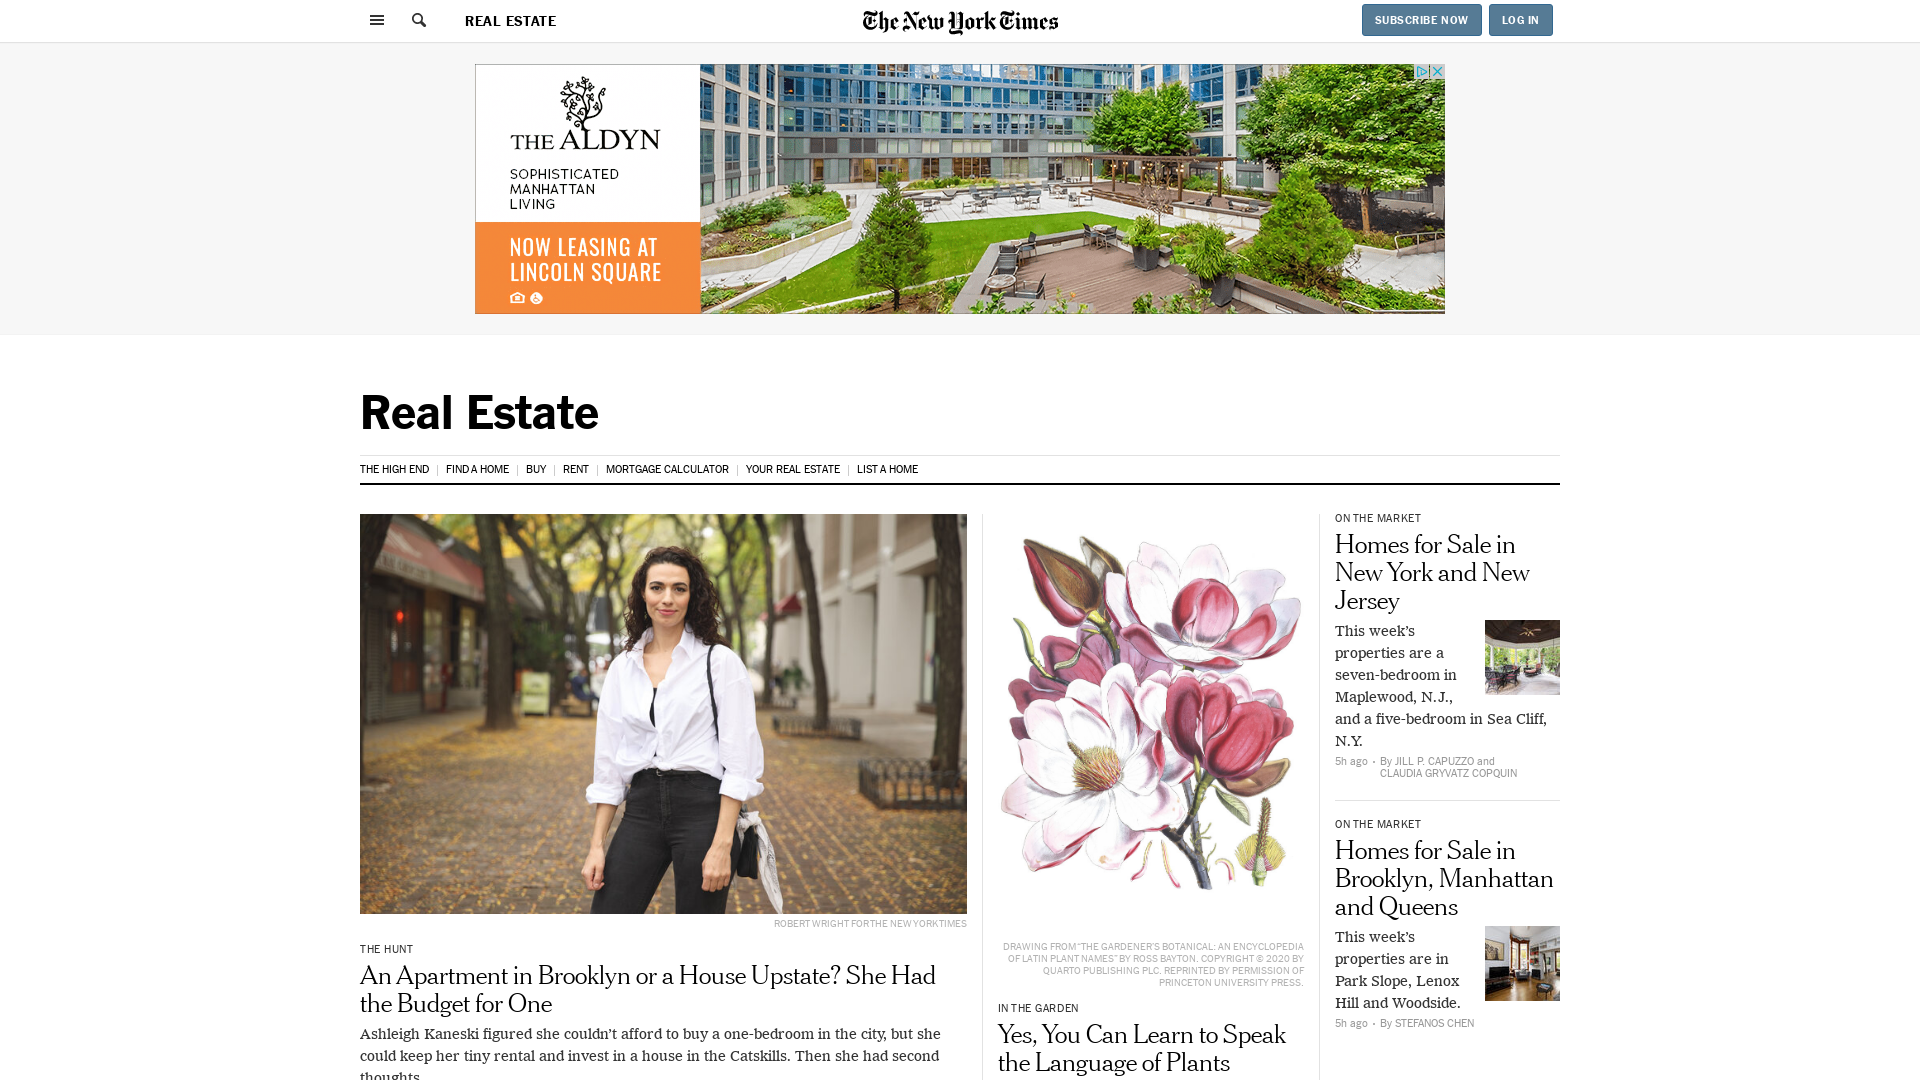 REAL ESTATE
The New York Times
SUBSCRIBE NOW
LOG IN
THE ALDYN
SOPHISTICATED
MANHATTAN
LIVING
NOW LEASING AT
LINCOLN SQUARE
Real Estate
THE HIGH END
FIND A HOME
BUY
RENT
MORTGAGE CALCULATOR
YOUR REAL ESTATE
LIST A HOME
ROBERT WRIGHT FOR THE NEW YORK TIMES
THE HUNT
An Apartment in Brooklyn or a House Upstate? She Had
the Budget for One
Ashleigh Kaneski figured she couldn’t afford to buy a one-bedroom in the city, but she
could keep her tiny rental and invest in a house in the Catskills. Then she had second
thoughts.
DRAWING FROM “THE GARDENER’S BOTANICAL: AN ENCYCLOPEDIA
OF LATIN PLANT NAMES” BY ROSS BAYTON. COPYRIGHT © 2020 BY
QUARTO PUBLISHING PLC. REPRINTED BY PERMISSION OF
PRINCETON UNIVERSITY PRESS.
IN THE GARDEN
Yes, You Can Learn to Speak
the Language of Plants
ON THE MARKET
Homes for Sale in
New York and New
Jersey
This week’s
properties are a
seven-bedroom in
Maplewood, N.J.,
and a five-bedroom in Sea Cliff,
N.Y.
5h ago • By JILL P. CAPUZZO and
CLAUDIA GRYVATZ COPQUIN
ON THE MARKET
Homes for Sale in
Brooklyn, Manhattan
and Queens
This week’s
properties are in
Park Slope, Lenox
Hill and Woodside.
5h ago • By STEFANOS CHEN